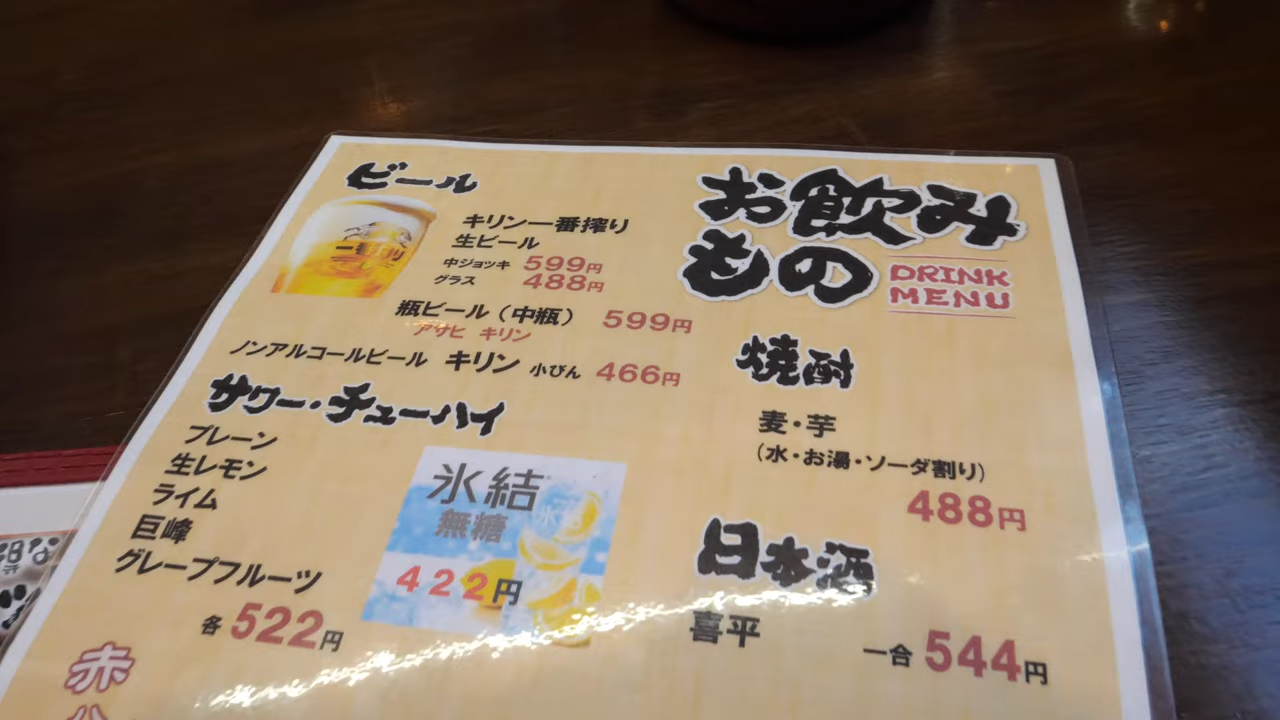 お飲み
もの
DRINK
MENU
ビール
一番搾り
キリン一番搾り
生ビール
中ジョッキ 599円
グラス 488円
瓶ビール（中瓶） 599円
アサヒ キリン
ノンアルコールビール キリン 小びん 466円
サワー・チューハイ
プレーン
生レモン
ライム
巨峰
グレープフルーツ
各 522円
氷結
無糖
氷結
422円
焼酎
麦・芋
（水・お湯・ソーダ割り）
488円
日本酒
喜平
一合 544円
赤